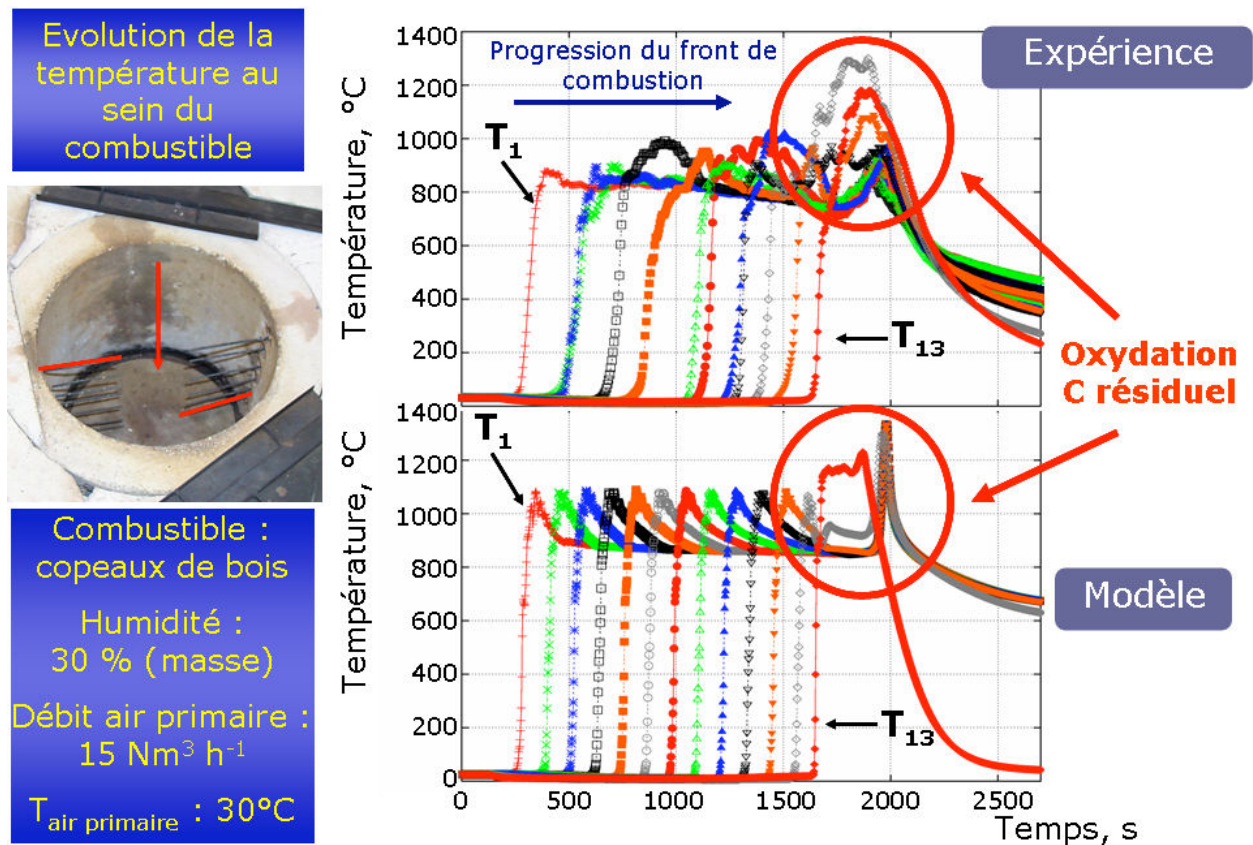 Evolution de la
température au
sein du
combustible
Combustible :
copeaux de bois
Humidité :
30 % (masse)
Débit air primaire :
15 Nm³ h⁻¹
T air primaire : 30°C
Expérience
Progression du front de
combustion
Température, °C
1400
1200
1000
800
600
400
200
0
T₁
T₁₃
Oxydation
C résiduel
Modèle
Température, °C
1400
1200
1000
800
600
400
200
0
T₁
T₁₃
0 500 1000 1500 2000 2500
Temps, s